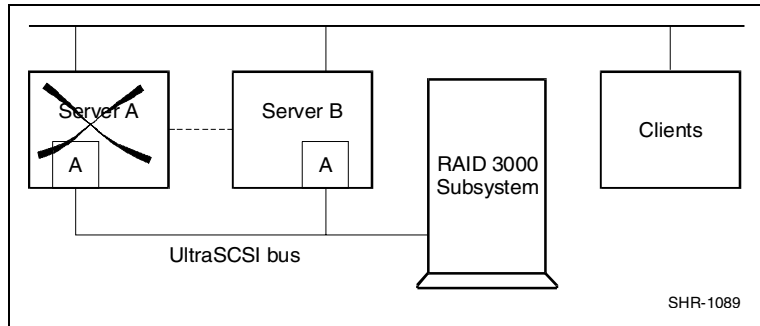 Server A
Server B
A
A
RAID 3000
Subsystem
Clients
UltraSCSI bus
SHR-1089